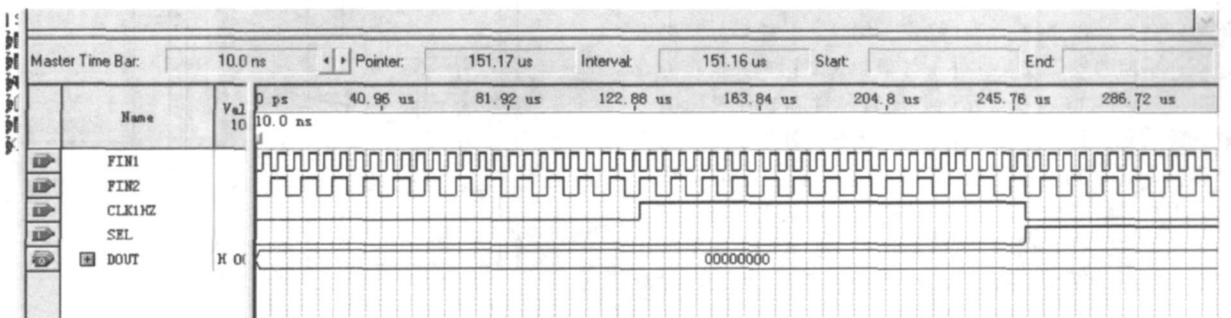 Master Time Bar: 10.0 ns Pointer: 151.17 us Interval: 151.16 us Start: End:
Name Val 10 0 ps 40.96 us 81.92 us 122.88 us 163.84 us 204.8 us 245.76 us 286.72 us
10.0 ns
FIN1
FIN2
CLK1HZ
SEL
DOUT H 00 00000000